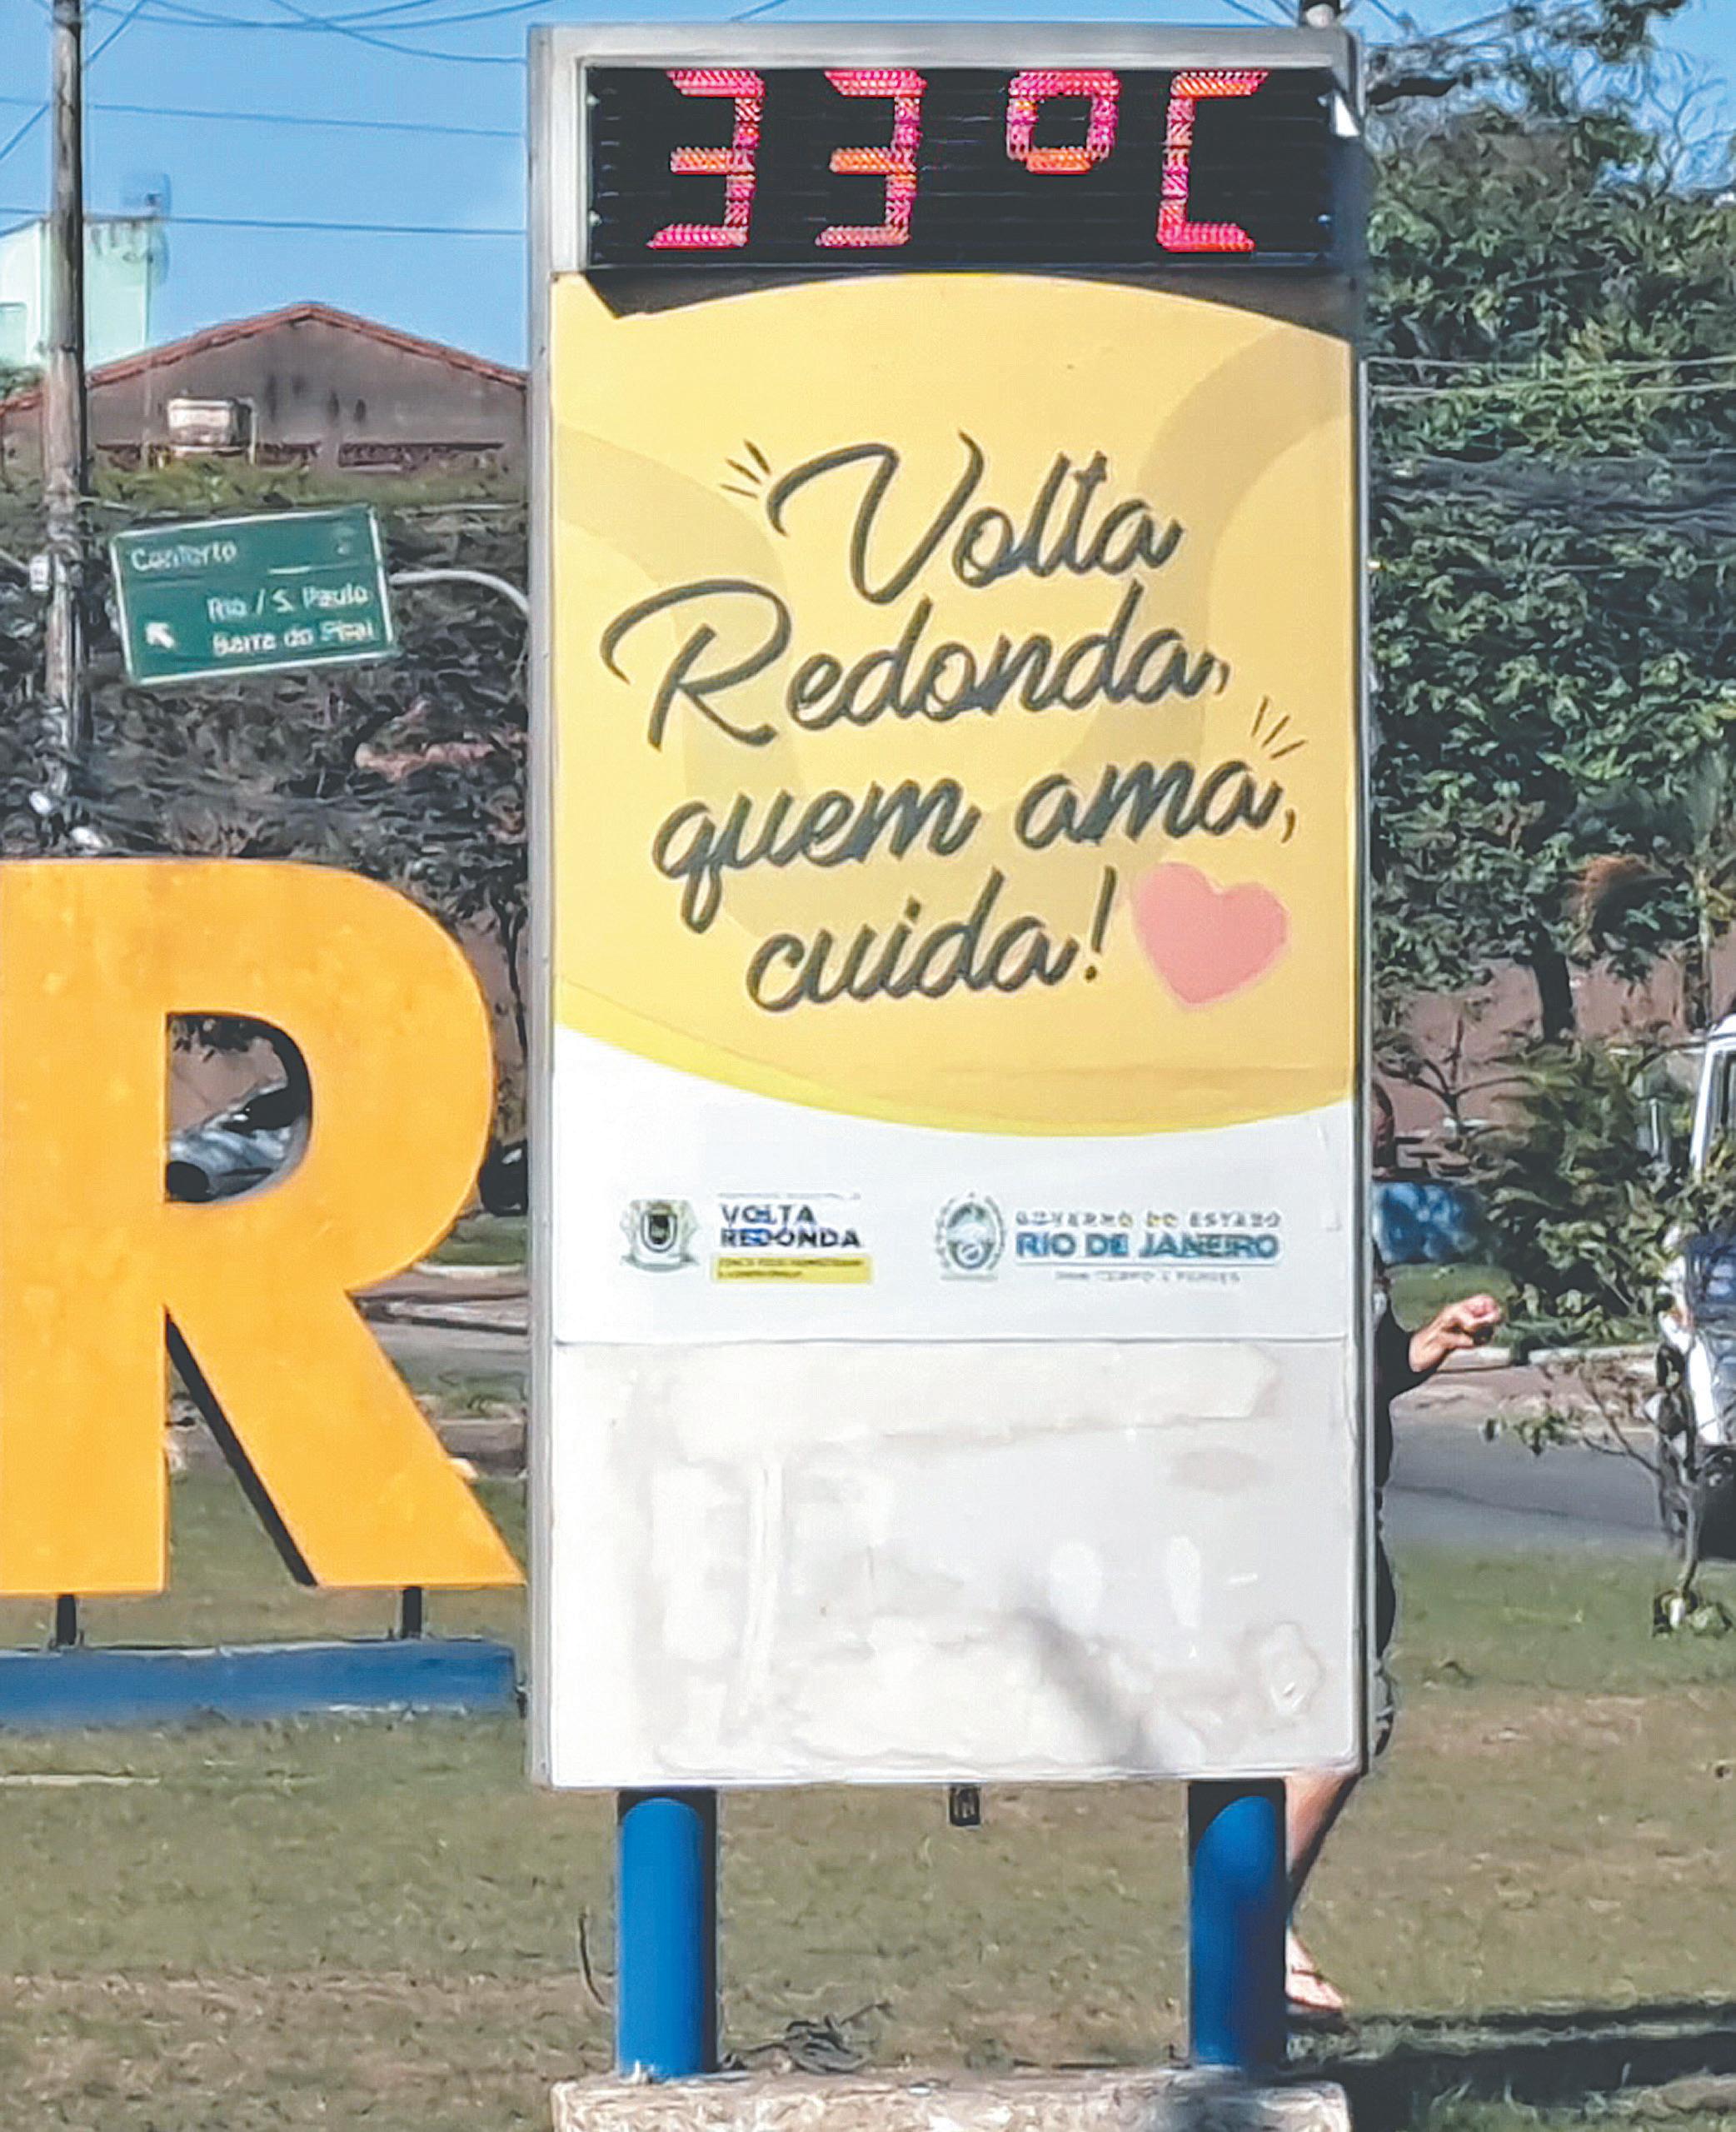 33°C
Volta
Redonda,
quem ama,
cuida!
Conforto
Rio / S. Paulo
Barra do Piraí
R
VOLTA
REDONDA
GOVERNO DO ESTADO
RIO DE JANEIRO